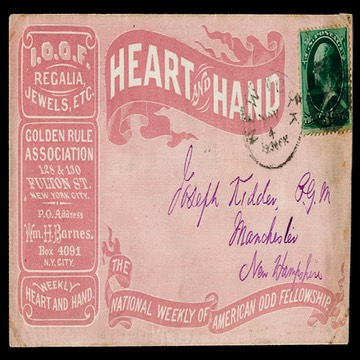 I.O.O.F.
REGALIA,
JEWELS, ETC.
GOLDEN RULE
ASSOCIATION
128 & 130
FULTON ST.
NEW YORK CITY.
P.O. Address
Wm. H. Barnes.
Box 4091
N.Y. CITY.
WEEKLY
HEART AND HAND.
HEART AND HAND
NEW
4
Joseph Kidder, P.G.M
Manchester
New Hampshire
THE
NATIONAL WEEKLY OF AMERICAN ODD FELLOWSHIP.